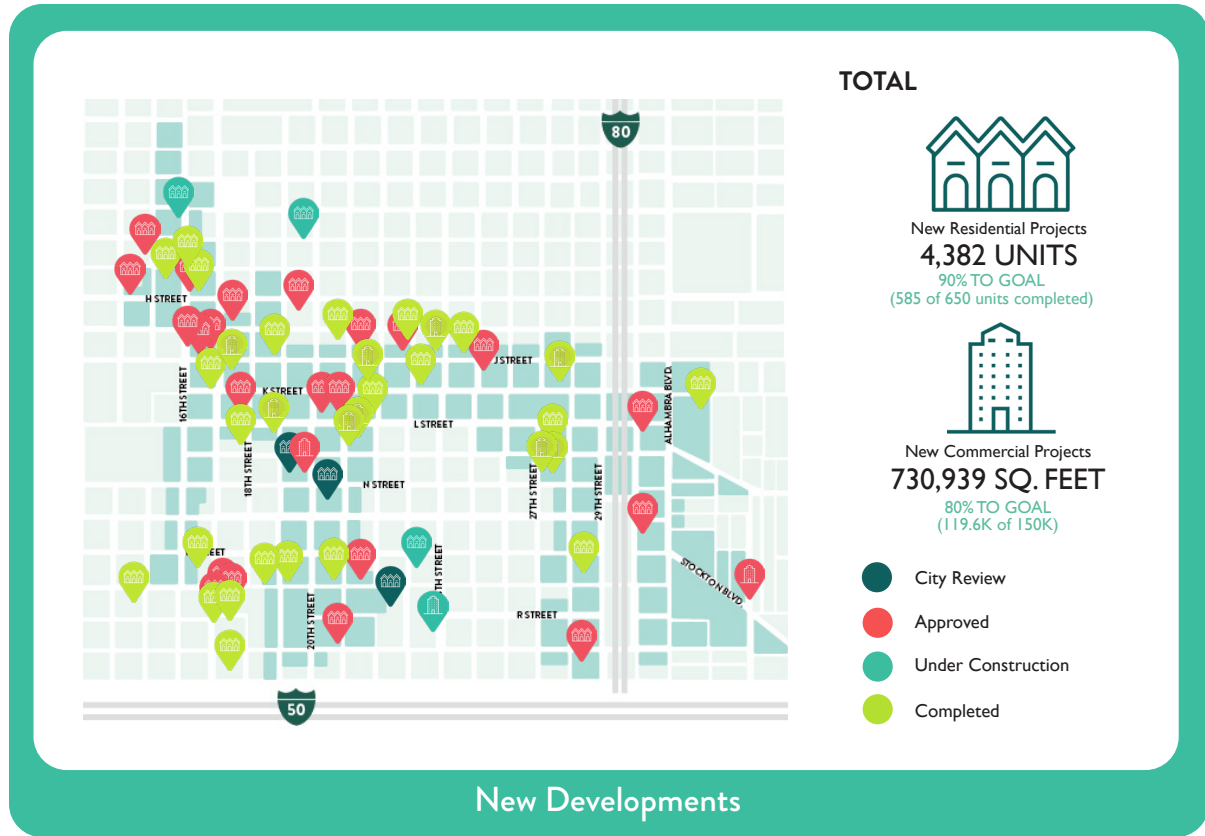 TOTAL
80
New Residential Projects
4,382 UNITS
90% TO GOAL
(585 of 650 units completed)
H STREET
J STREET
K STREET
16TH STREET
L STREET
ALHAMBRA BLVD.
18TH STREET
N STREET
27TH STREET
29TH STREET
New Commercial Projects
730,939 SQ. FEET
80% TO GOAL
(119.6K of 150K)
STREET
TH STREET
20TH STREET
R STREET
STOCKTON BLVD.
50
City Review
Approved
Under Construction
Completed
New Developments